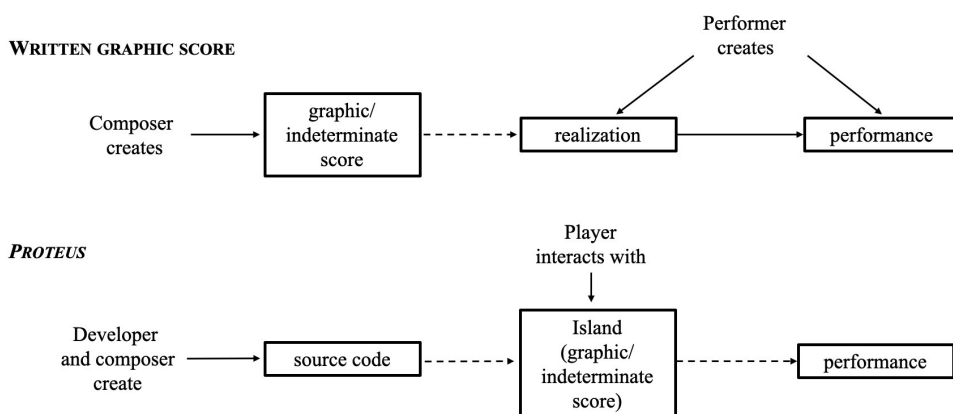 WRITTEN GRAPHIC SCORE
Performer
creates
Composer
creates
graphic/
indeterminate
score
realization
performance
PROTEUS
Player
interacts with
Developer
and composer
create
source code
Island
(graphic/
indeterminate
score)
performance